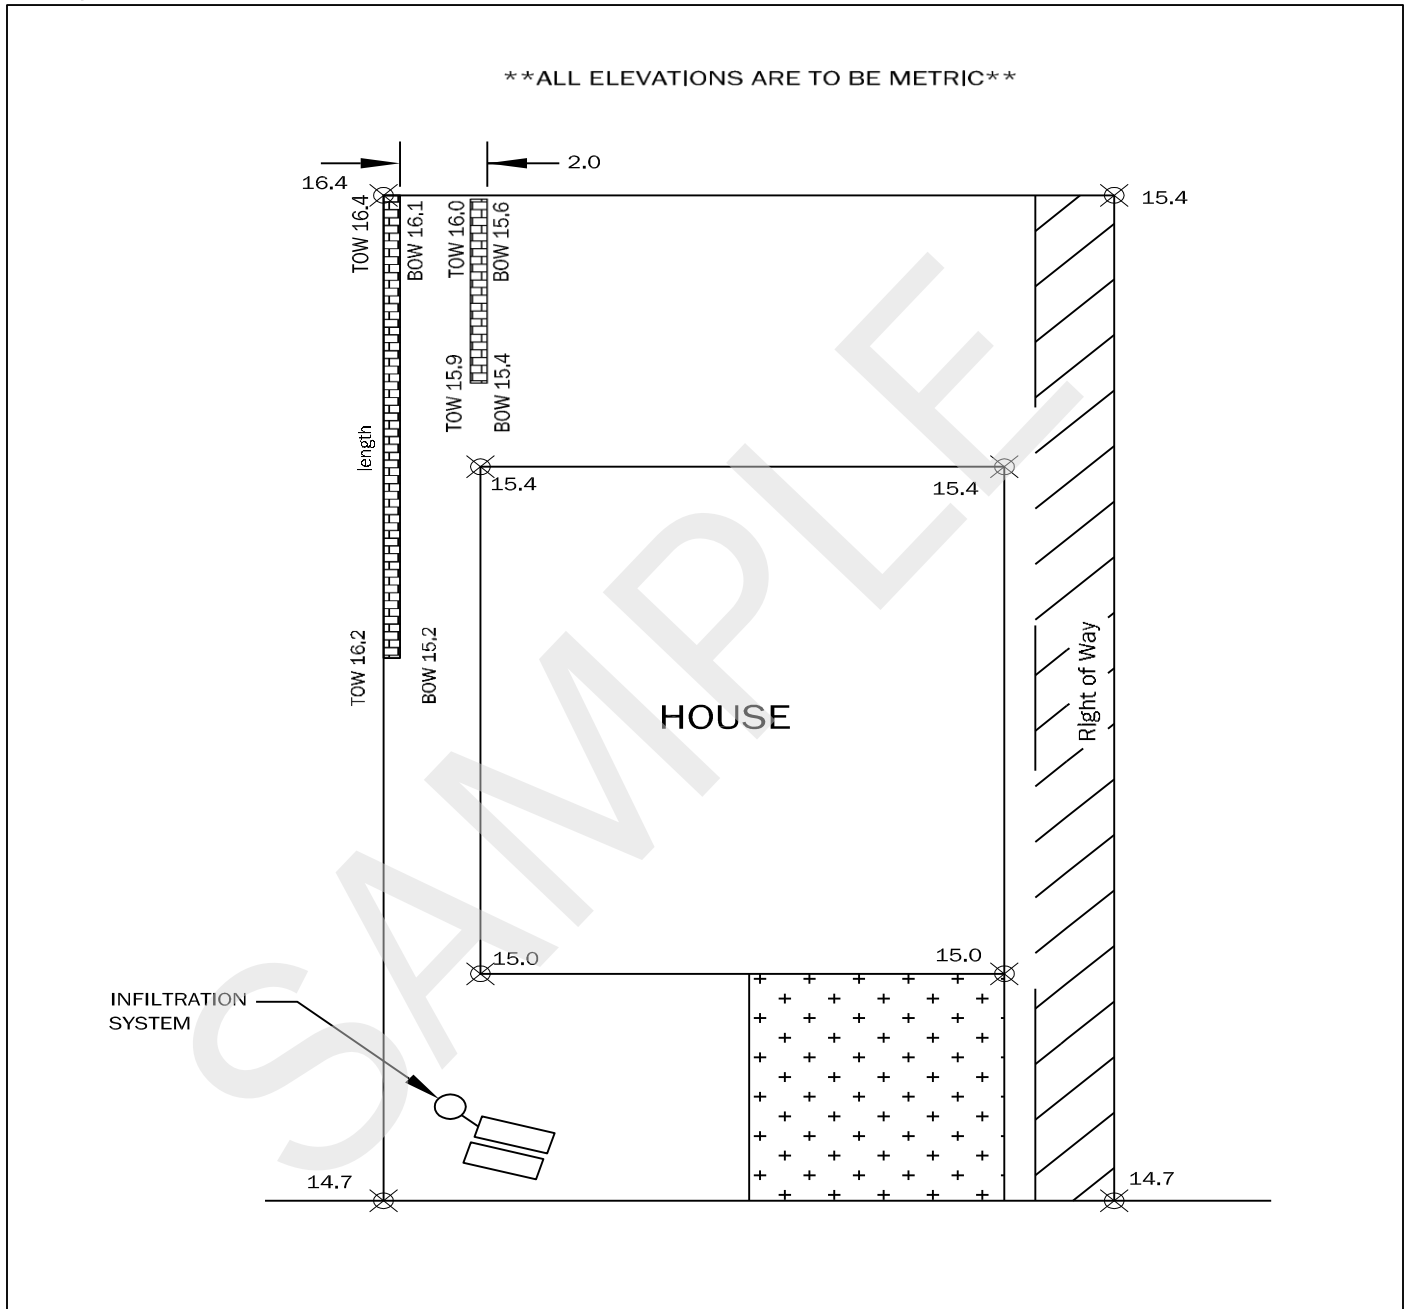 **ALL ELEVATIONS ARE TO BE METRIC**
2.0
16.4
15.4
TOW 16.4
BOW 16.1
TOW 16.0
BOW 15.6
TOW 15.9
BOW 15.4
length
15.4
15.4
TOW 16.2
BOW 15.2
Right of Way
HOUSE
15.0
15.0
INFILTRATION
SYSTEM
14.7
14.7
SAMPLE